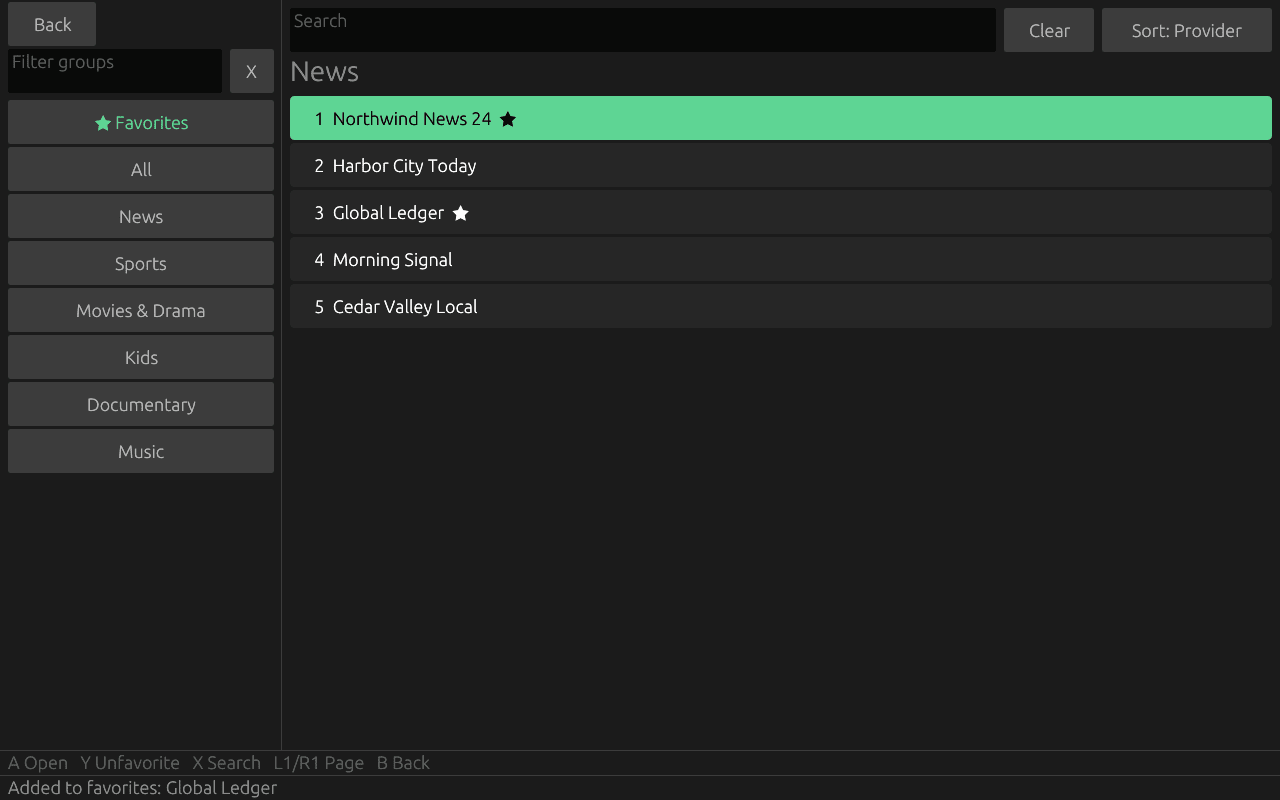 Back
Filter groups
X
Favorites
All
News
Sports
Movies & Drama
Kids
Documentary
Music
Search
Clear
Sort: Provider
News
1 Northwind News 24
2 Harbor City Today
3 Global Ledger
4 Morning Signal
5 Cedar Valley Local
A Open Y Unfavorite X Search L1/R1 Page B Back
Added to favorites: Global Ledger